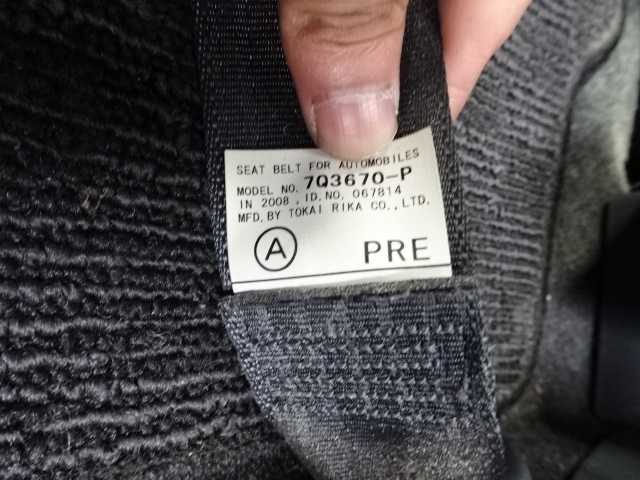 SEAT BELT FOR AUTOMOBILES
MODEL NO. 7Q3670-P
IN 2008, ID. NO. 067814
MFD. BY TOKAI RIKA CO., LTD.
A PRE